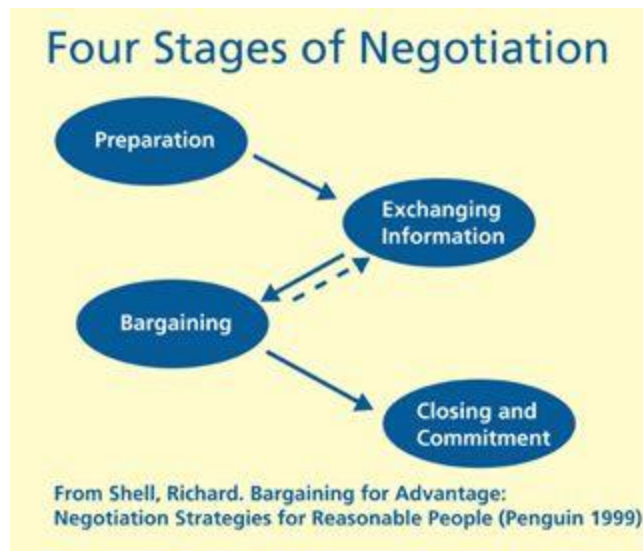 Four Stages of Negotiation
Preparation
Exchanging
Information
Bargaining
Closing and
Commitment
From Shell, Richard. Bargaining for Advantage:
Negotiation Strategies for Reasonable People (Penguin 1999)